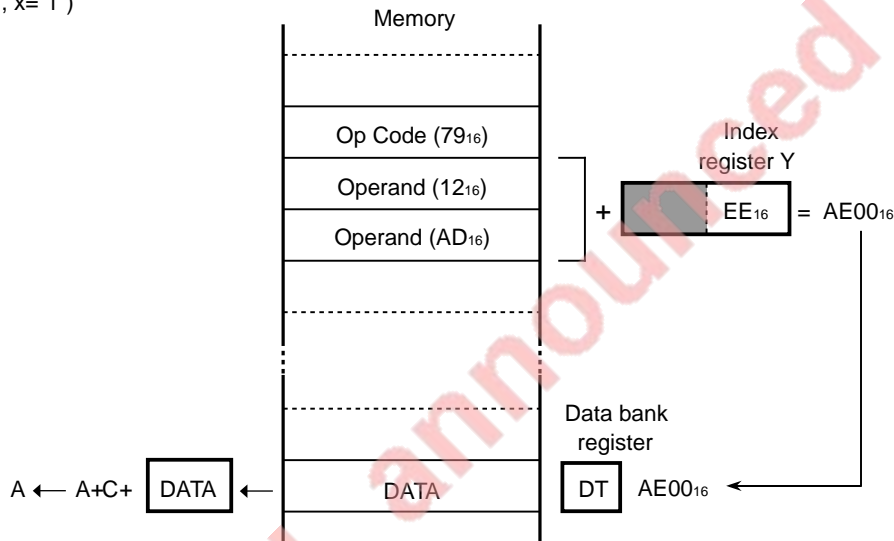 , x="1")
Memory
Op Code (79₁₆)
Index
register Y
Operand (12₁₆)
+ EE₁₆ = AE00₁₆
Operand (AD₁₆)
Data bank
register
A ← A+C+ DATA ← DATA DT AE00₁₆
announced